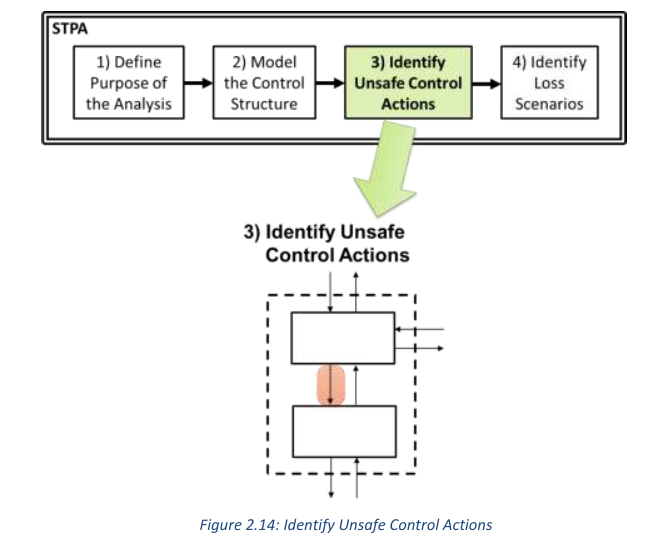 STPA
1) Define
Purpose of
the Analysis
2) Model
the Control
Structure
3) Identify
Unsafe Control
Actions
4) Identify
Loss
Scenarios
3) Identify Unsafe
Control Actions
Figure 2.14: Identify Unsafe Control Actions